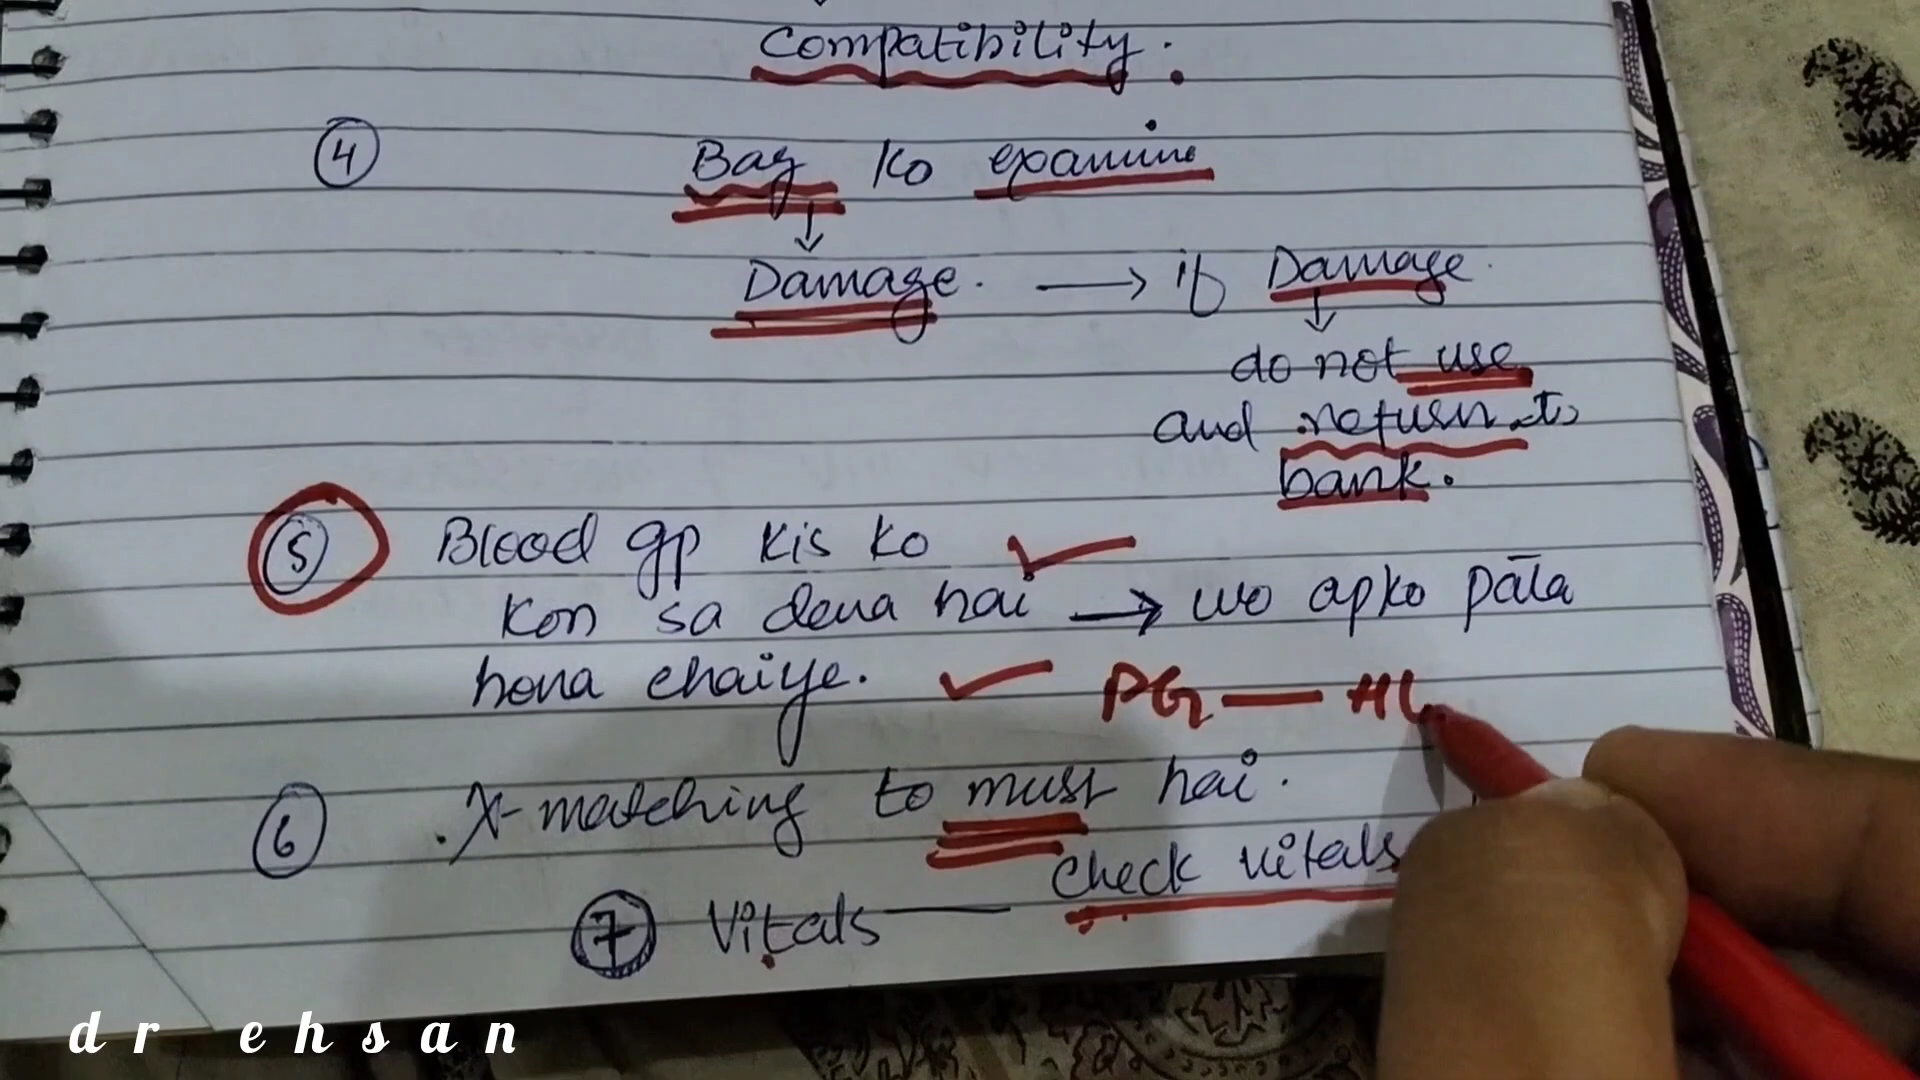 Compatibility.
4 Bag ko examine
Damage. → if Damage.
do not use
and return to
bank.
5 Blood gp kis ko
kon sa dena hai → wo apko pata
hona chaiye. PG — H
6 X-matching to must hai.
7 Vitals — check vitals
dr ehsan